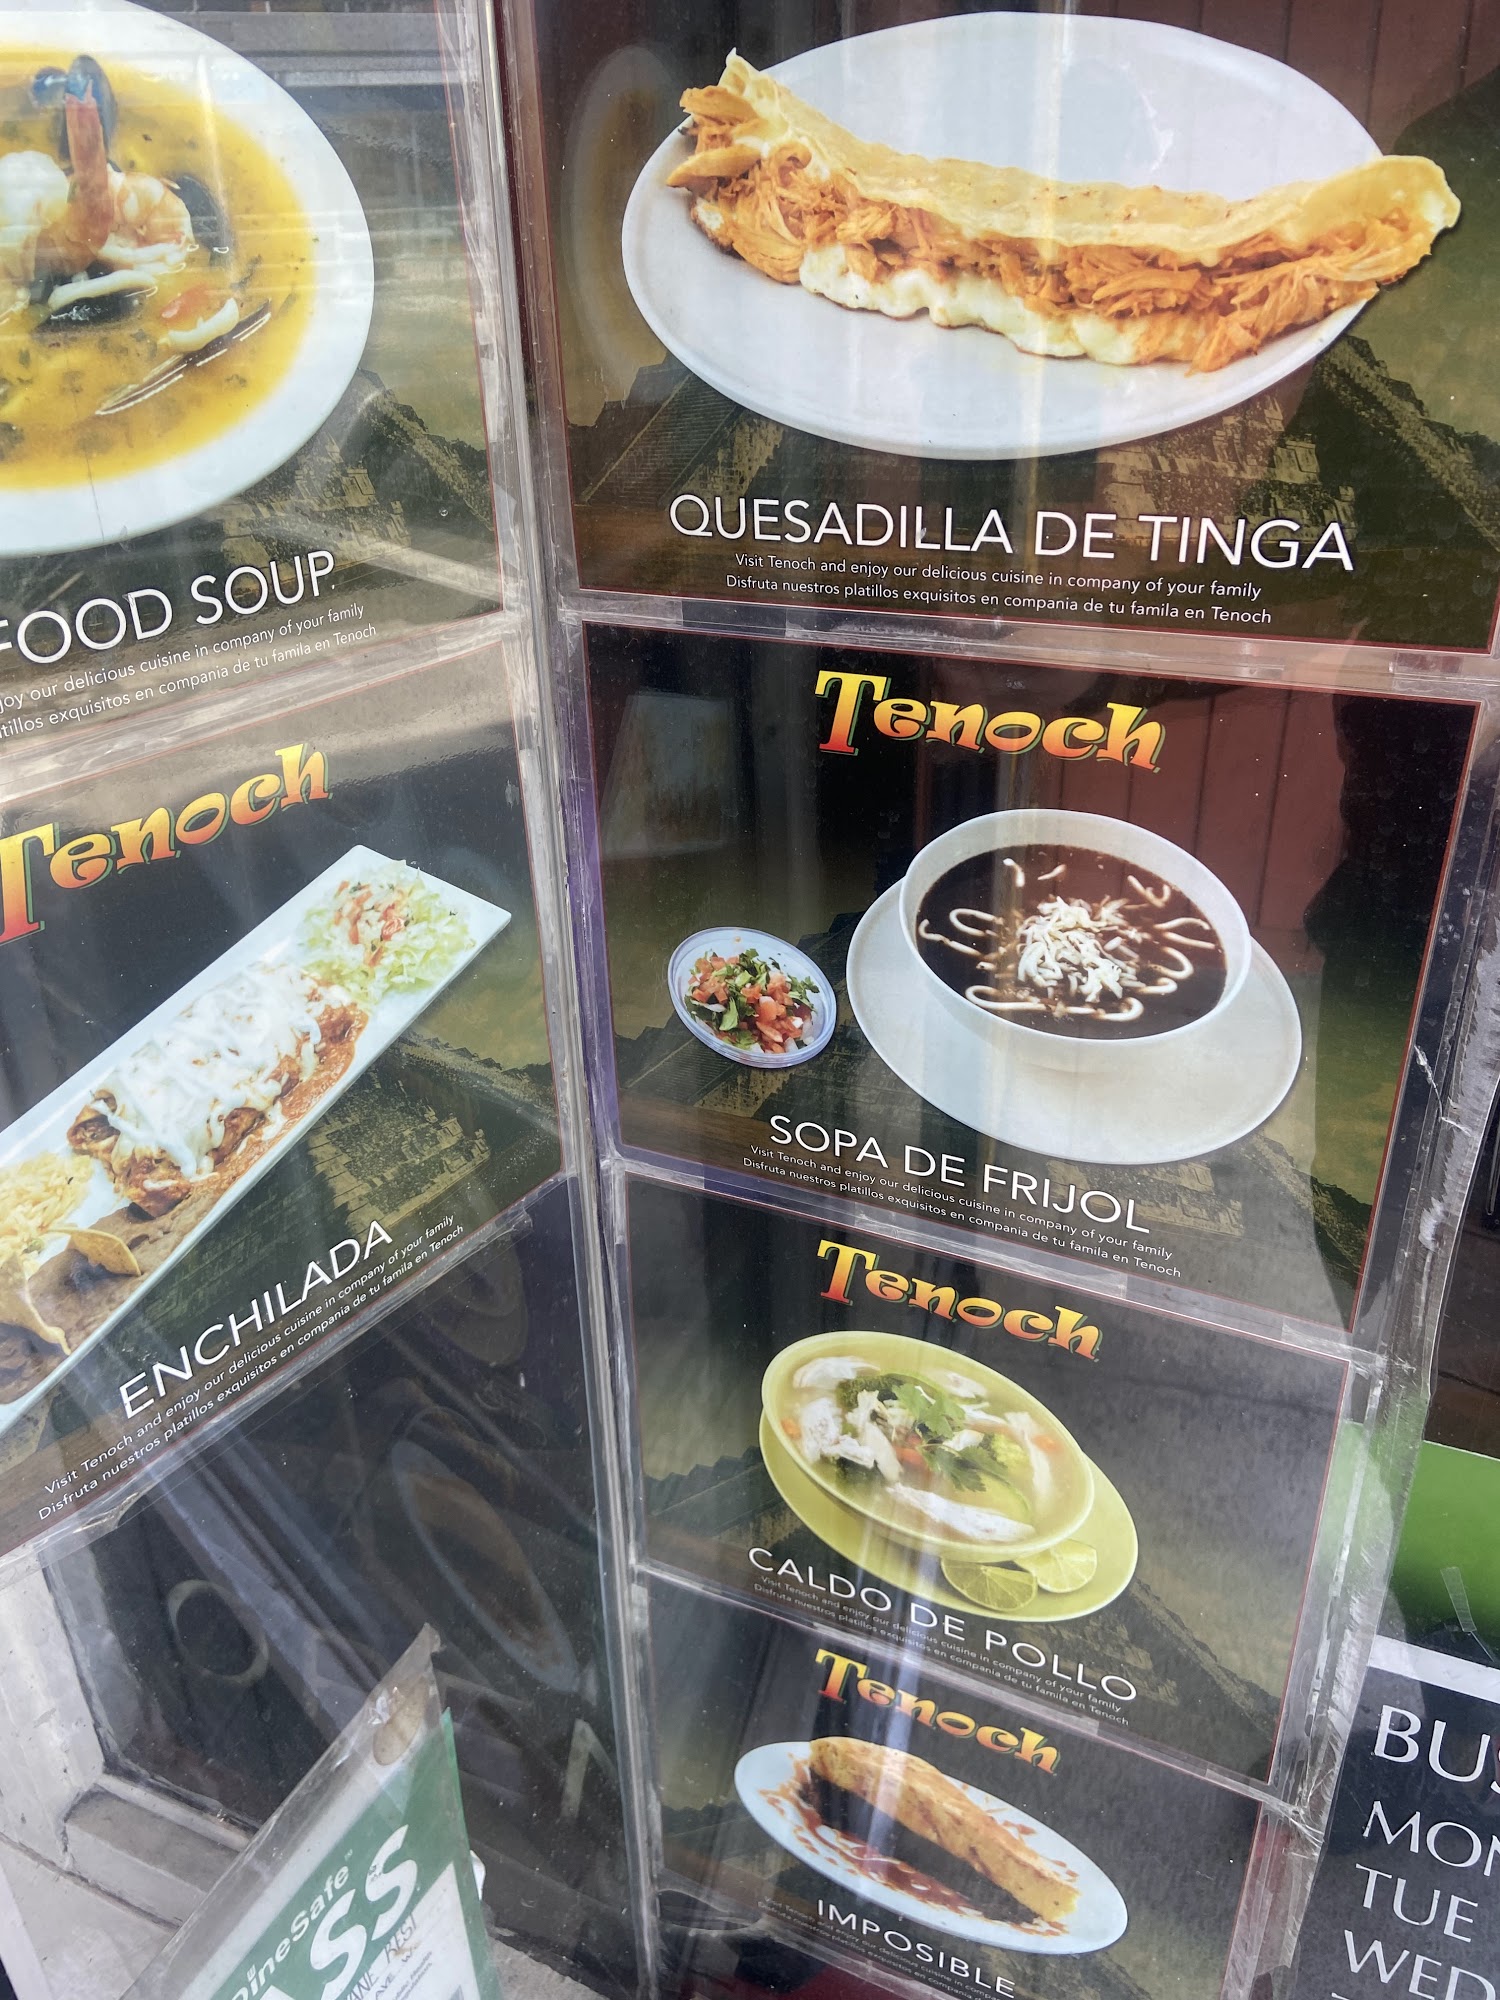 FOOD SOUP
joy our delicious cuisine in company of your family
tillos exquisitos en compania de tu famila en Tenoch
Tenoch
ENCHILADA
Visit Tenoch and enjoy our delicious cuisine in company of your family
Disfruta nuestros platillos exquisitos en compania de tu famila en Tenoch
QUESADILLA DE TINGA
Visit Tenoch and enjoy our delicious cuisine in company of your family
Disfruta nuestros platillos exquisitos en compania de tu famila en Tenoch
Tenoch
SOPA DE FRIJOL
Visit Tenoch and enjoy our delicious cuisine in company of your family
Disfruta nuestros platillos exquisitos en compania de tu famila en Tenoch
Tenoch
CALDO DE POLLO
Visit Tenoch and enjoy our delicious cuisine in company of your family
Disfruta nuestros platillos exquisitos en compania de tu famila en Tenoch
Tenoch
IMPOSIBLE
DineSafe
ASS
BUS
MON
TUE
WED